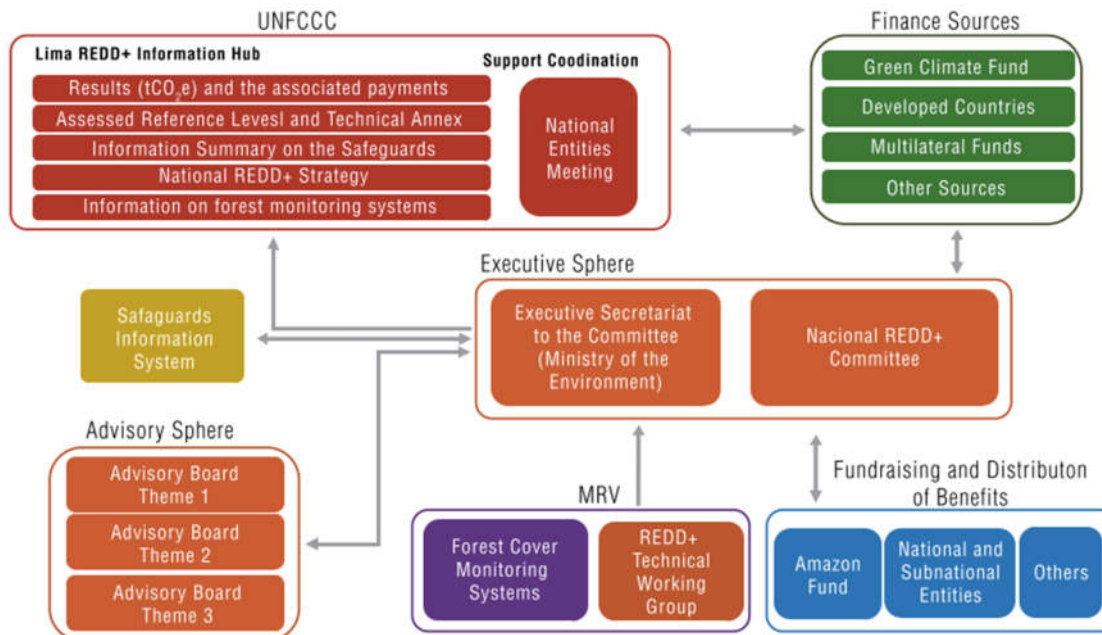 UNFCCC
Lima REDD+ Information Hub
Results (tCO₂e) and the associated payments
Assessed Reference Levesl and Technical Annex
Information Summary on the Safeguards
National REDD+ Strategy
Information on forest monitoring systems
Support Coodination
National
Entities
Meeting
Finance Sources
Green Climate Fund
Developed Countries
Multilateral Funds
Other Sources
Executive Sphere
Executive Secretariat
to the Committee
(Ministry of the
Environment)
Nacional REDD+
Committee
Safaguards
Information
System
Advisory Sphere
Advisory Board
Theme 1
Advisory Board
Theme 2
Advisory Board
Theme 3
MRV
Forest Cover
Monitoring
Systems
REDD+
Technical
Working
Group
Fundraising and Distributon
of Benefits
Amazon
Fund
National and
Subnational
Entities
Others